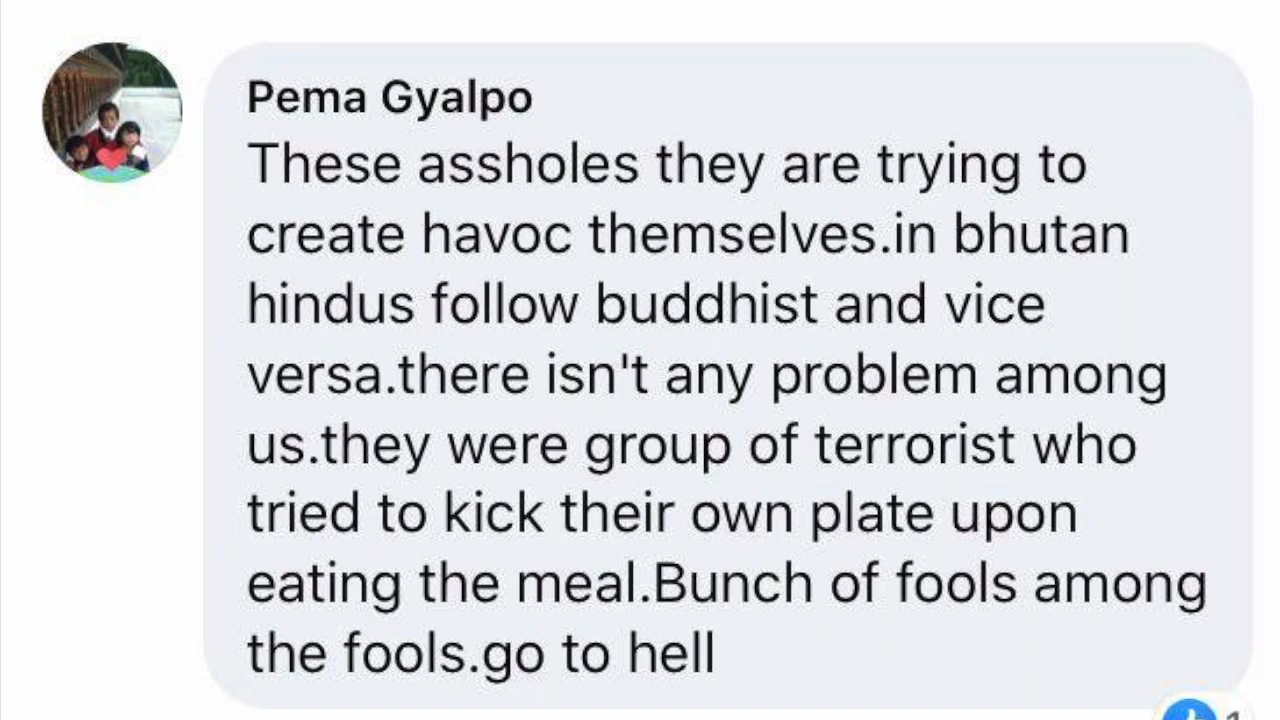 Pema Gyalpo
These assholes they are trying to
create havoc themselves.in bhutan
hindus follow buddhist and vice
versa.there isn't any problem among
us.they were group of terrorist who
tried to kick their own plate upon
eating the meal.Bunch of fools among
the fools.go to hell
1